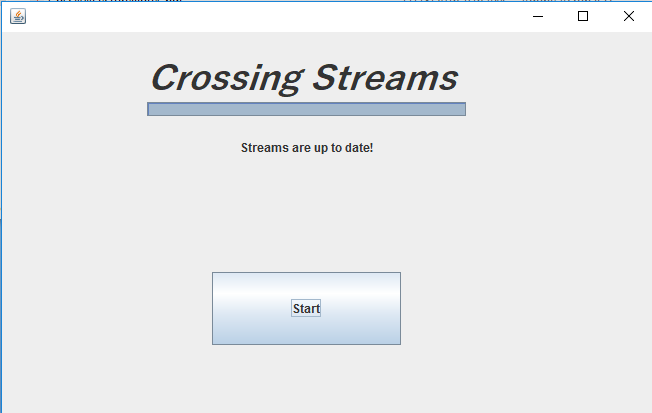 Crossing Streams
Streams are up to date!
Start